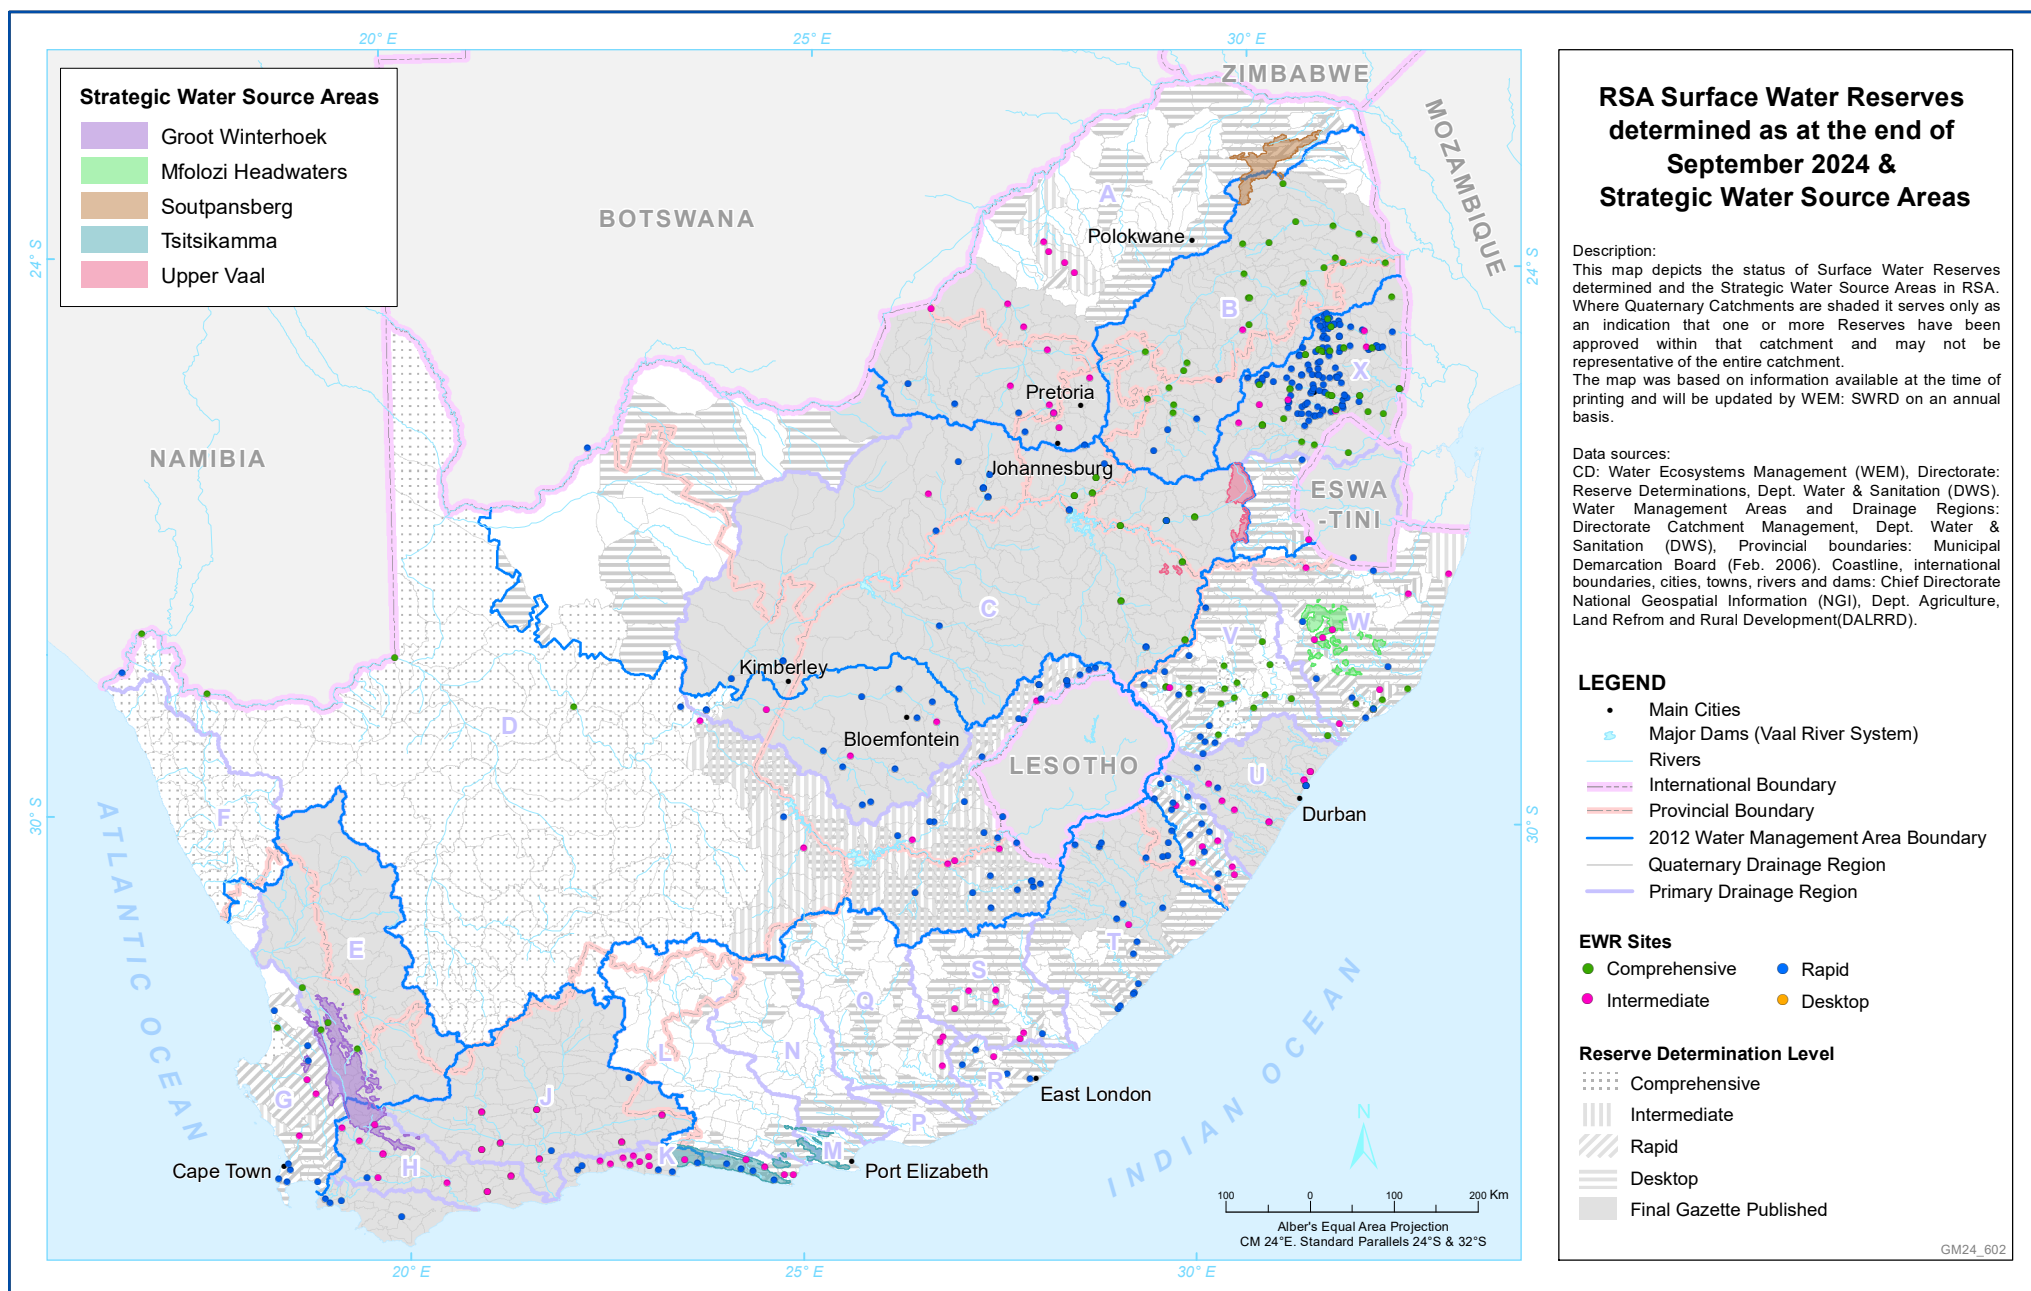 20° E
25° E
30° E
Strategic Water Source Areas
Groot Winterhoek
Mfolozi Headwaters
Soutpansberg
Tsitsikamma
Upper Vaal
ZIMBABWE
MOZAMBIQUE
BOTSWANA
NAMIBIA
24° S
24° S
A
Polokwane
B
X
Pretoria
Johannesburg
ESWA
-TINI
C
W
V
Kimberley
D
Bloemfontein
LESOTHO
U
Durban
F
30° S
30° S
ATLANTIC OCEAN
E
T
S
Q
L
N
J
R
G
East London
P
K
M
H
Cape Town
Port Elizabeth
INDIAN OCEAN
N
100 0 100 200 Km
Alber's Equal Area Projection
CM 24°E. Standard Parallels 24°S & 32°S
20° E
25° E
30° E
RSA Surface Water Reserves
determined as at the end of
September 2024 &
Strategic Water Source Areas
Description:
This map depicts the status of Surface Water Reserves
determined and the Strategic Water Source Areas in RSA.
Where Quaternary Catchments are shaded it serves only as
an indication that one or more Reserves have been
approved within that catchment and may not be
representative of the entire catchment.
The map was based on information available at the time of
printing and will be updated by WEM: SWRD on an annual
basis.
Data sources:
CD: Water Ecosystems Management (WEM), Directorate:
Reserve Determinations, Dept. Water & Sanitation (DWS).
Water Management Areas and Drainage Regions:
Directorate Catchment Management, Dept. Water &
Sanitation (DWS), Provincial boundaries: Municipal
Demarcation Board (Feb. 2006). Coastline, international
boundaries, cities, towns, rivers and dams: Chief Directorate
National Geospatial Information (NGI), Dept. Agriculture,
Land Refrom and Rural Development(DALRRD).
LEGEND
Main Cities
Major Dams (Vaal River System)
Rivers
International Boundary
Provincial Boundary
2012 Water Management Area Boundary
Quaternary Drainage Region
Primary Drainage Region
EWR Sites
Comprehensive
Rapid
Intermediate
Desktop
Reserve Determination Level
Comprehensive
Intermediate
Rapid
Desktop
Final Gazette Published
GM24_602